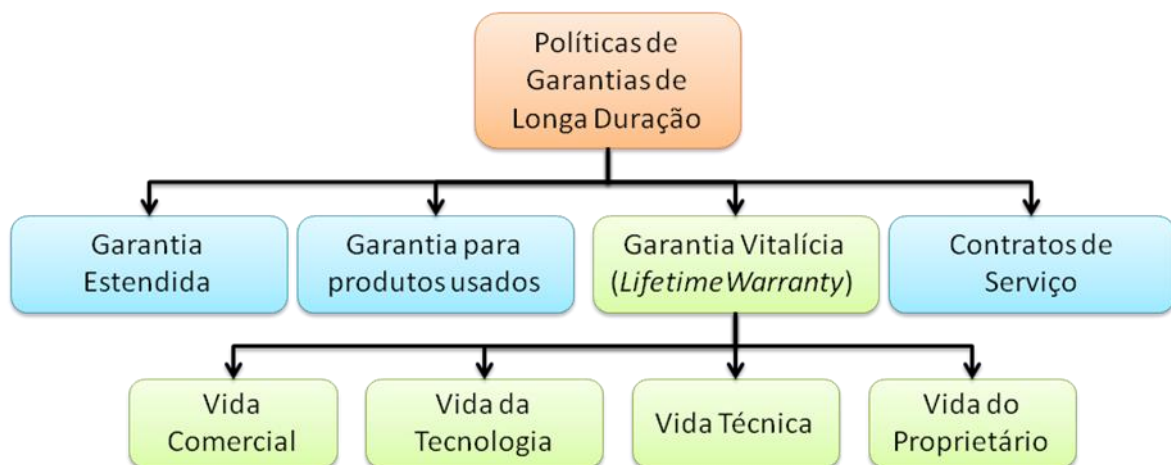 Políticas de
Garantias de
Longa Duração
Garantia
Estendida
Garantia para
produtos usados
Garantia Vitalícia
(Lifetime Warranty)
Contratos de
Serviço
Vida
Comercial
Vida da
Tecnologia
Vida Técnica
Vida do
Proprietário